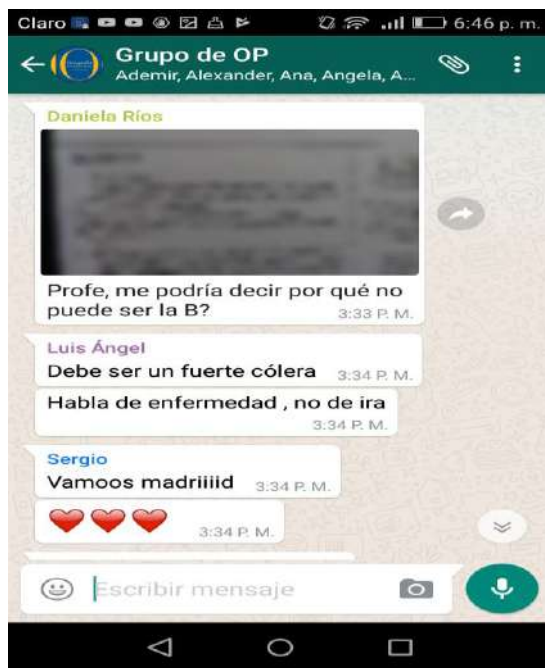 Claro 6:46 p. m.
Grupo de OP
Ademir, Alexander, Ana, Angela, A...
Daniela Ríos
Profe, me podría decir por qué no
puede ser la B?
3:33 P. M.
Luis Ángel
Debe ser un fuerte cólera 3:34 P. M.
Habla de enfermedad , no de ira
3:34 P. M.
Sergio
Vamoos madriiiid 3:34 P. M.
3:34 P. M.
Escribir mensaje